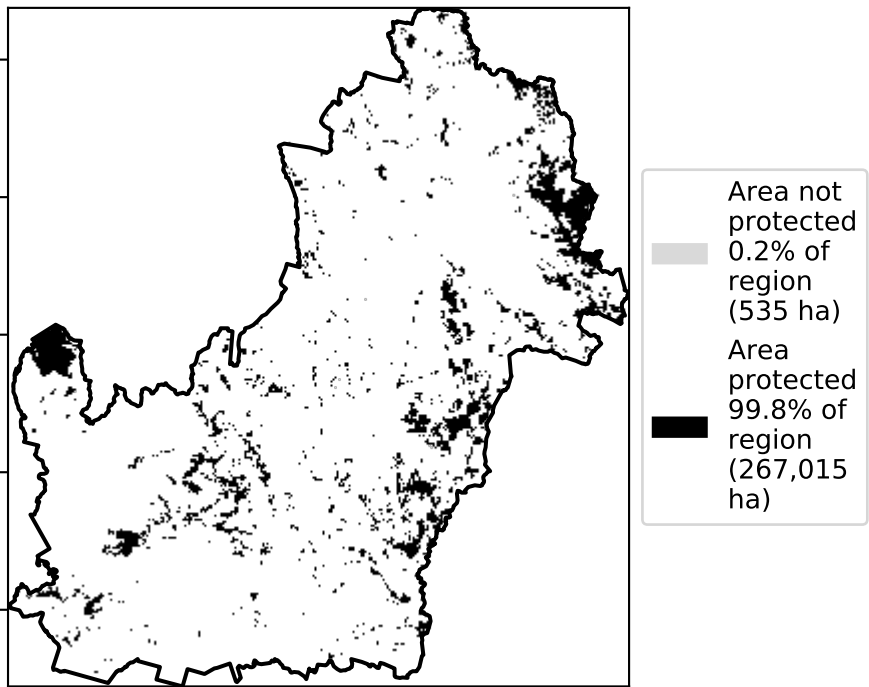 Area not
protected
0.2% of
region
(535 ha)
Area
protected
99.8% of
region
(267,015
ha)